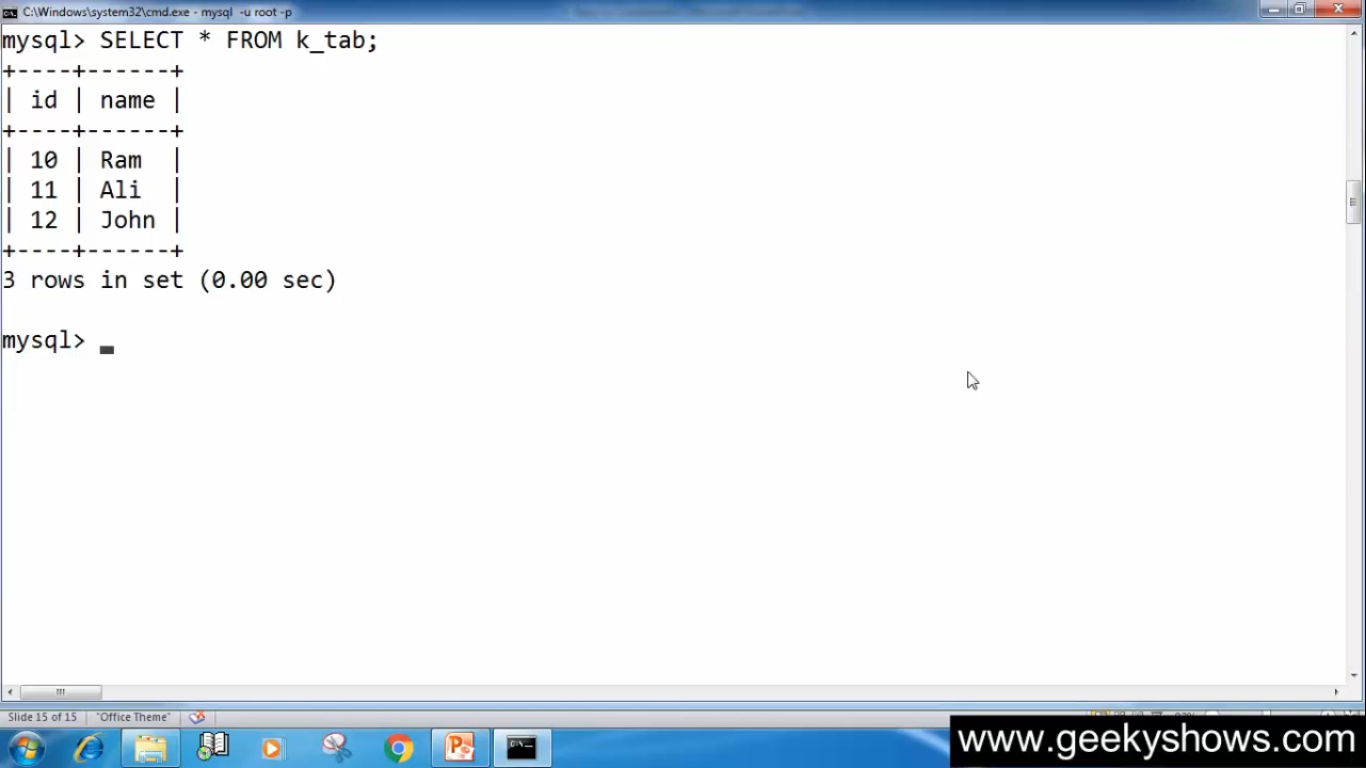 C:\Windows\system32\cmd.exe - mysql -u root -p
mysql> SELECT * FROM k_tab;
+----+------+
| id | name |
+----+------+
| 10 | Ram  |
| 11 | Ali  |
| 12 | John |
+----+------+
3 rows in set (0.00 sec)
mysql> _
Slide 15 of 15 "Office Theme"
www.geekyshows.com